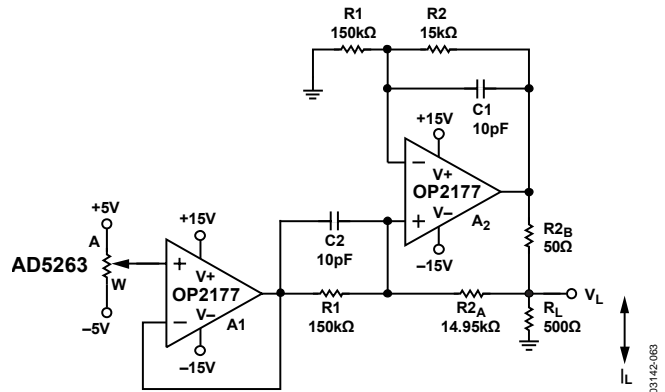 R1
150kΩ
R2
15kΩ
C1
10pF
+15V
–
V+
OP2177
+
V–
A2
–15V
+5V
A
AD5263
W
–5V
+15V
+
V+
OP2177
–
V–
A1
–15V
C2
10pF
R1
150kΩ
R2A
14.95kΩ
R2B
50Ω
VL
RL
500Ω
IL
03142-063